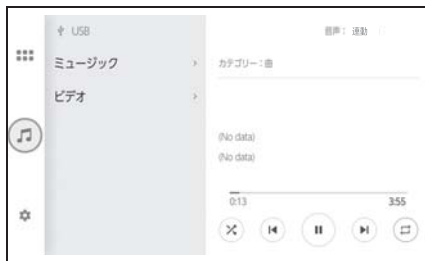 USB
音声： 連動
ミュージック
カテゴリー：曲
ビデオ
(No data)
(No data)
0:13
3:55